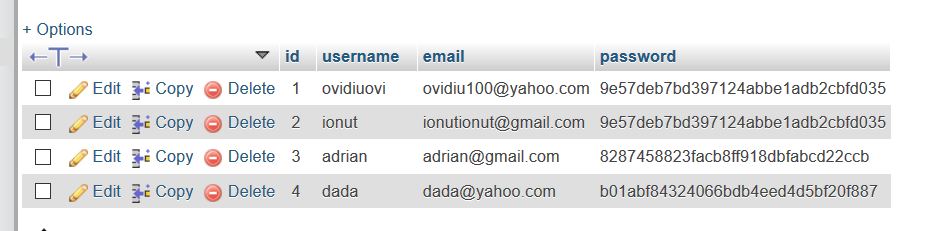 + Options
←T→ id username email password
Edit Copy Delete 1 ovidiuovi ovidiu100@yahoo.com 9e57deb7bd397124abbe1adb2cbfd035
Edit Copy Delete 2 ionut ionutionut@gmail.com 9e57deb7bd397124abbe1adb2cbfd035
Edit Copy Delete 3 adrian adrian@gmail.com 8287458823facb8ff918dbfabcd22ccb
Edit Copy Delete 4 dada dada@yahoo.com b01abf84324066bdb4eed4d5bf20f887